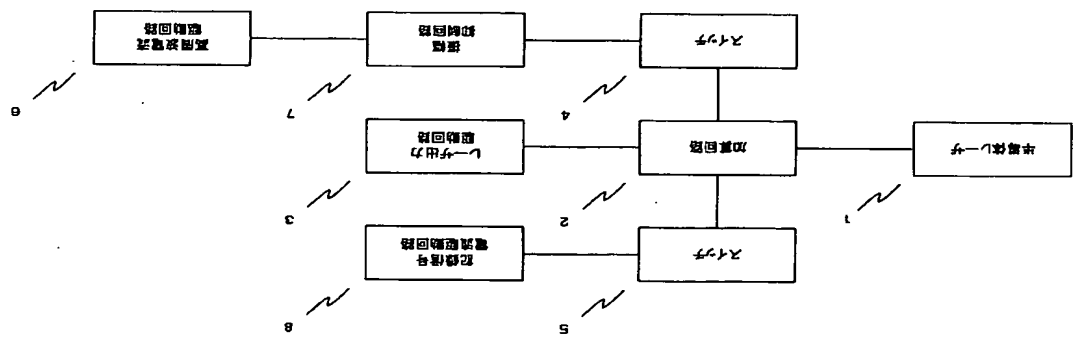 5
8
スイッチ
記録信号
電流駆動回路
1
2
3
半導体レーザ
加算回路
レーザ出力
駆動回路
4
7
6
スイッチ
振幅
抑制回路
高周波電流
駆動回路